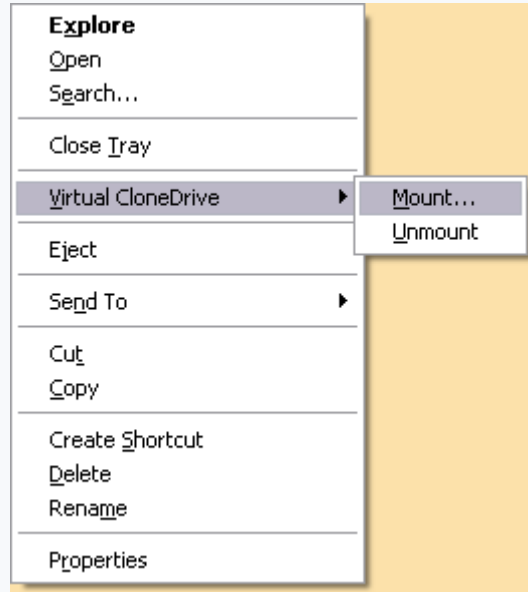 Explore
Open
Search...
Close Tray
Virtual CloneDrive
Mount...
Unmount
Eject
Send To
Cut
Copy
Create Shortcut
Delete
Rename
Properties